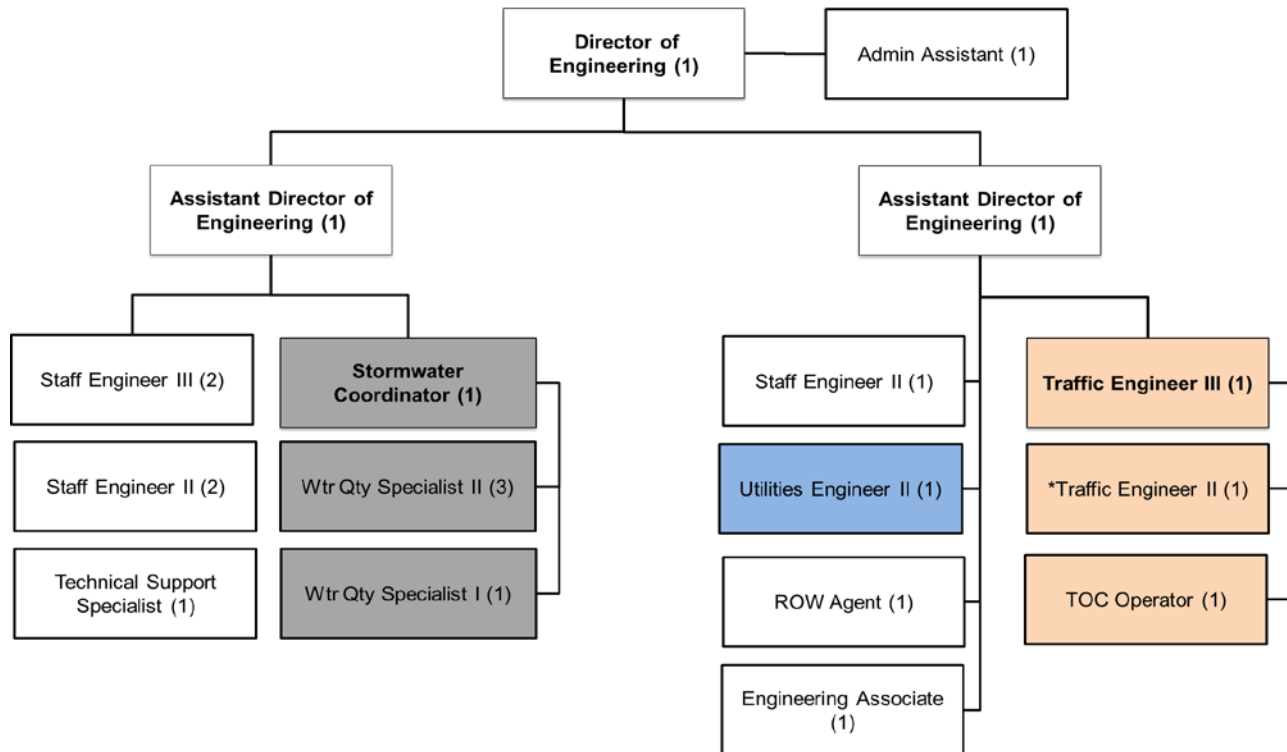 Director of
Engineering (1)
Admin Assistant (1)
Assistant Director of
Engineering (1)
Assistant Director of
Engineering (1)
Staff Engineer III (2)
Stormwater
Coordinator (1)
Staff Engineer II (1)
Traffic Engineer III (1)
Staff Engineer II (2)
Wtr Qty Specialist II (3)
Utilities Engineer II (1)
*Traffic Engineer II (1)
Technical Support
Specialist (1)
Wtr Qty Specialist I (1)
ROW Agent (1)
TOC Operator (1)
Engineering Associate
(1)